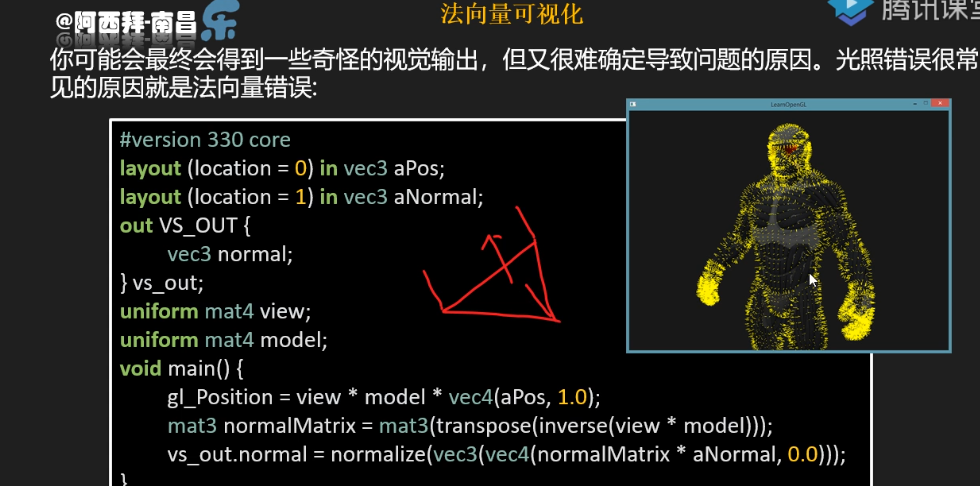 @阿西拜-南昌
法向量可视化
腾讯课堂
你可能会最终会得到一些奇怪的视觉输出，但又很难确定导致问题的原因。光照错误很常
见的原因就是法向量错误:
LearnOpenGL
#version 330 core
layout (location = 0) in vec3 aPos;
layout (location = 1) in vec3 aNormal;
out VS_OUT {
vec3 normal;
} vs_out;
uniform mat4 view;
uniform mat4 model;
void main() {
gl_Position = view * model * vec4(aPos, 1.0);
mat3 normalMatrix = mat3(transpose(inverse(view * model)));
vs_out.normal = normalize(vec3(vec4(normalMatrix * aNormal, 0.0)));
}